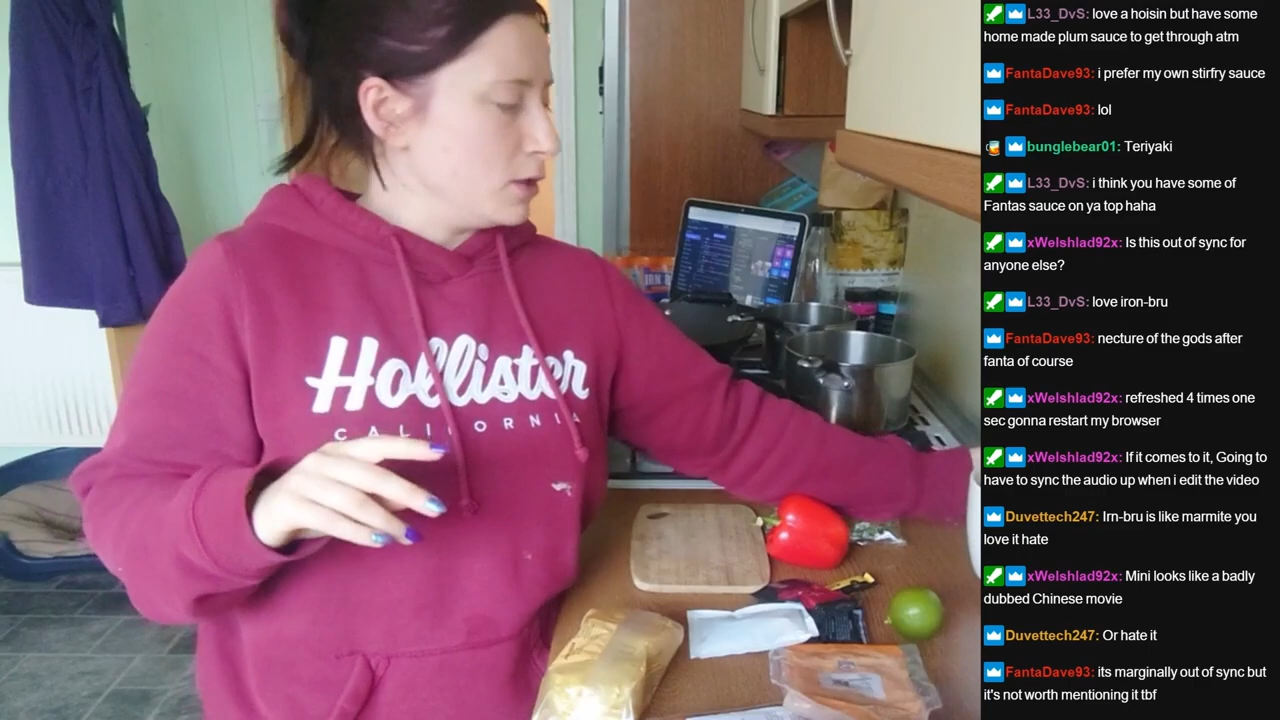 Hollister
CALIFORNIA
L33_DvS: love a hoisin but have some
home made plum sauce to get through atm
FantaDave93: i prefer my own stirfry sauce
FantaDave93: lol
bunglebear01: Teriyaki
L33_DvS: i think you have some of
Fantas sauce on ya top haha
xWelshlad92x: Is this out of sync for
anyone else?
L33_DvS: love iron-bru
FantaDave93: necture of the gods after
fanta of course
xWelshlad92x: refreshed 4 times one
sec gonna restart my browser
xWelshlad92x: If it comes to it, Going to
have to sync the audio up when i edit the video
Duvettech247: Irn-bru is like marmite you
love it hate
xWelshlad92x: Mini looks like a badly
dubbed Chinese movie
Duvettech247: Or hate it
FantaDave93: its marginally out of sync but
it's not worth mentioning it tbf